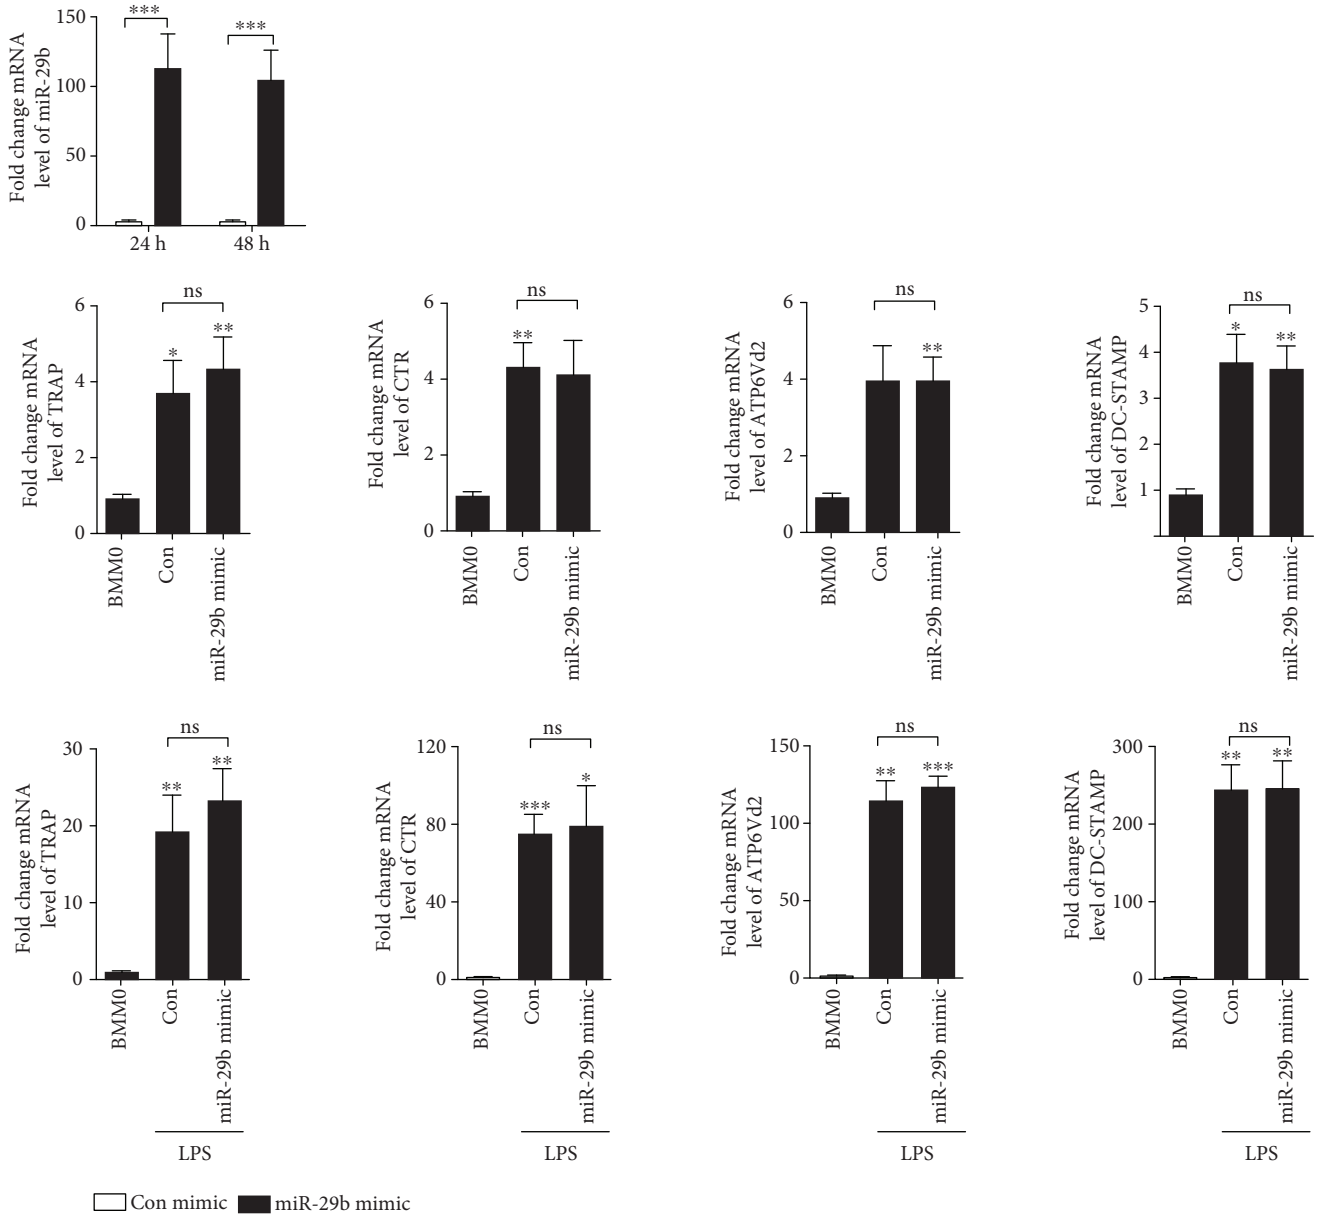 Fold change mRNA
level of miR-29b
150
100
50
0
***
***
24 h
48 h
Fold change mRNA
level of TRAP
6
4
2
0
ns
*
**
BMM0
Con
miR-29b mimic
Fold change mRNA
level of CTR
6
4
2
0
ns
**
BMM0
Con
miR-29b mimic
Fold change mRNA
level of ATP6Vd2
6
4
2
0
ns
**
BMM0
Con
miR-29b mimic
Fold change mRNA
level of DC-STAMP
5
4
3
2
1
ns
*
**
BMM0
Con
miR-29b mimic
Fold change mRNA
level of TRAP
30
20
10
0
ns
**
**
BMM0
Con
miR-29b mimic
LPS
Fold change mRNA
level of CTR
120
80
40
0
ns
***
*
BMM0
Con
miR-29b mimic
LPS
Fold change mRNA
level of ATP6Vd2
150
100
50
0
ns
**
***
BMM0
Con
miR-29b mimic
LPS
Fold change mRNA
level of DC-STAMP
300
200
100
0
ns
**
**
BMM0
Con
miR-29b mimic
LPS
Con mimic miR-29b mimic